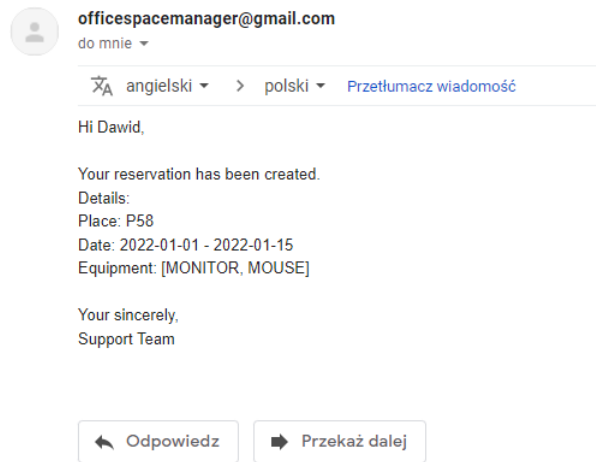 officespacemanager@gmail.com
do mnie
angielski > polski Przetłumacz wiadomość
Hi Dawid,
Your reservation has been created.
Details:
Place: P58
Date: 2022-01-01 - 2022-01-15
Equipment: [MONITOR, MOUSE]
Your sincerely,
Support Team
Odpowiedz Przekaż dalej